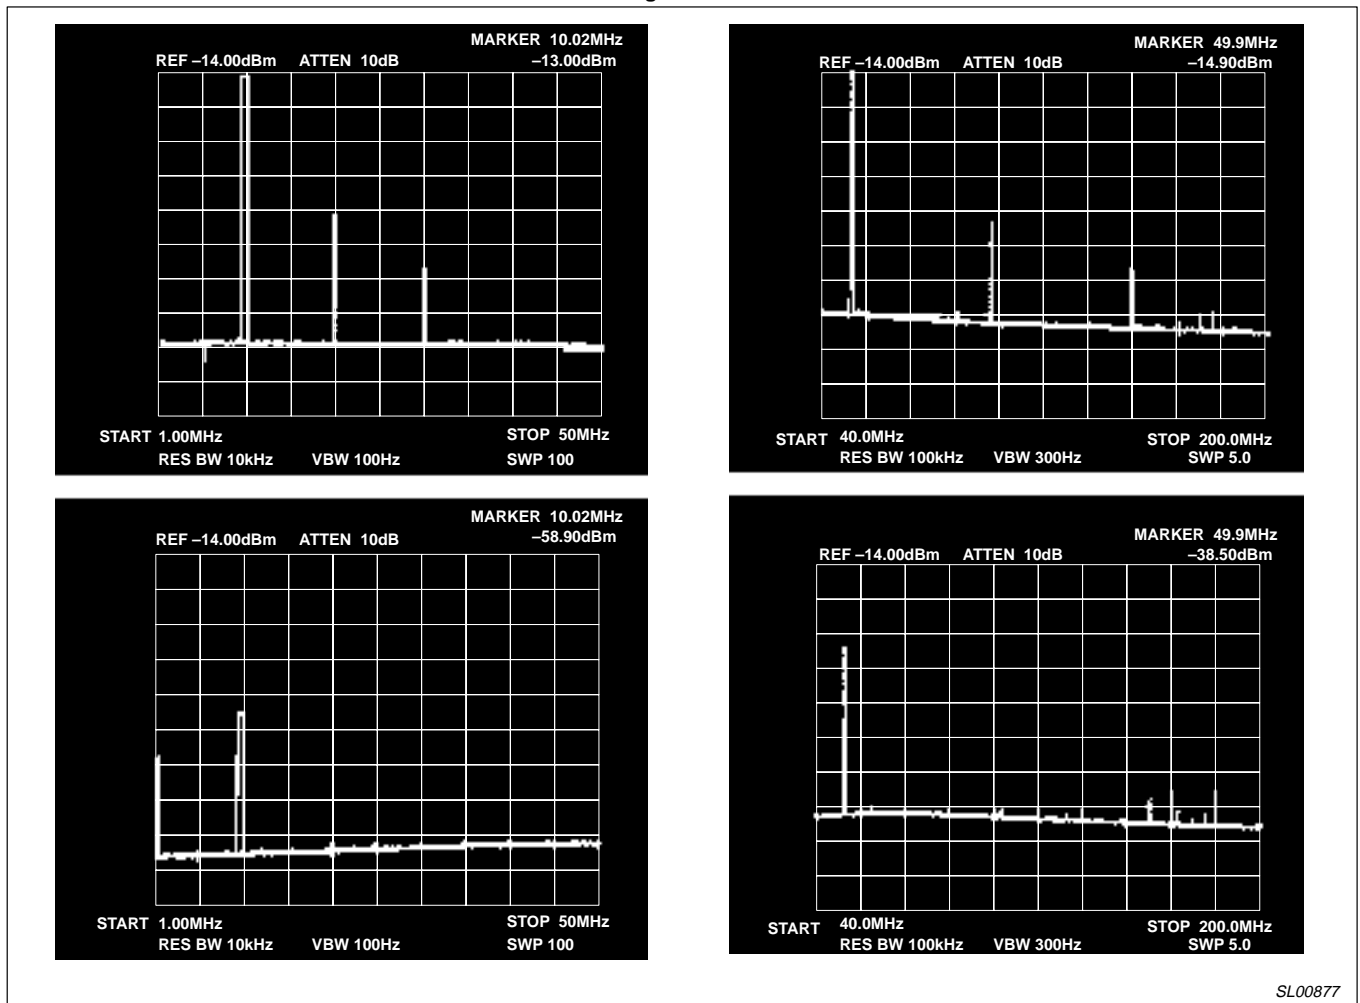 MARKER 10.02MHz
REF –14.00dBm ATTEN 10dB –13.00dBm
START 1.00MHz STOP 50MHz
RES BW 10kHz VBW 100Hz SWP 100
MARKER 49.9MHz
REF –14.00dBm ATTEN 10dB –14.90dBm
START 40.0MHz STOP 200.0MHz
RES BW 100kHz VBW 300Hz SWP 5.0
MARKER 10.02MHz
REF –14.00dBm ATTEN 10dB –58.90dBm
START 1.00MHz STOP 50MHz
RES BW 10kHz VBW 100Hz SWP 100
MARKER 49.9MHz
REF –14.00dBm ATTEN 10dB –38.50dBm
START 40.0MHz STOP 200.0MHz
RES BW 100kHz VBW 300Hz SWP 5.0
SL00877